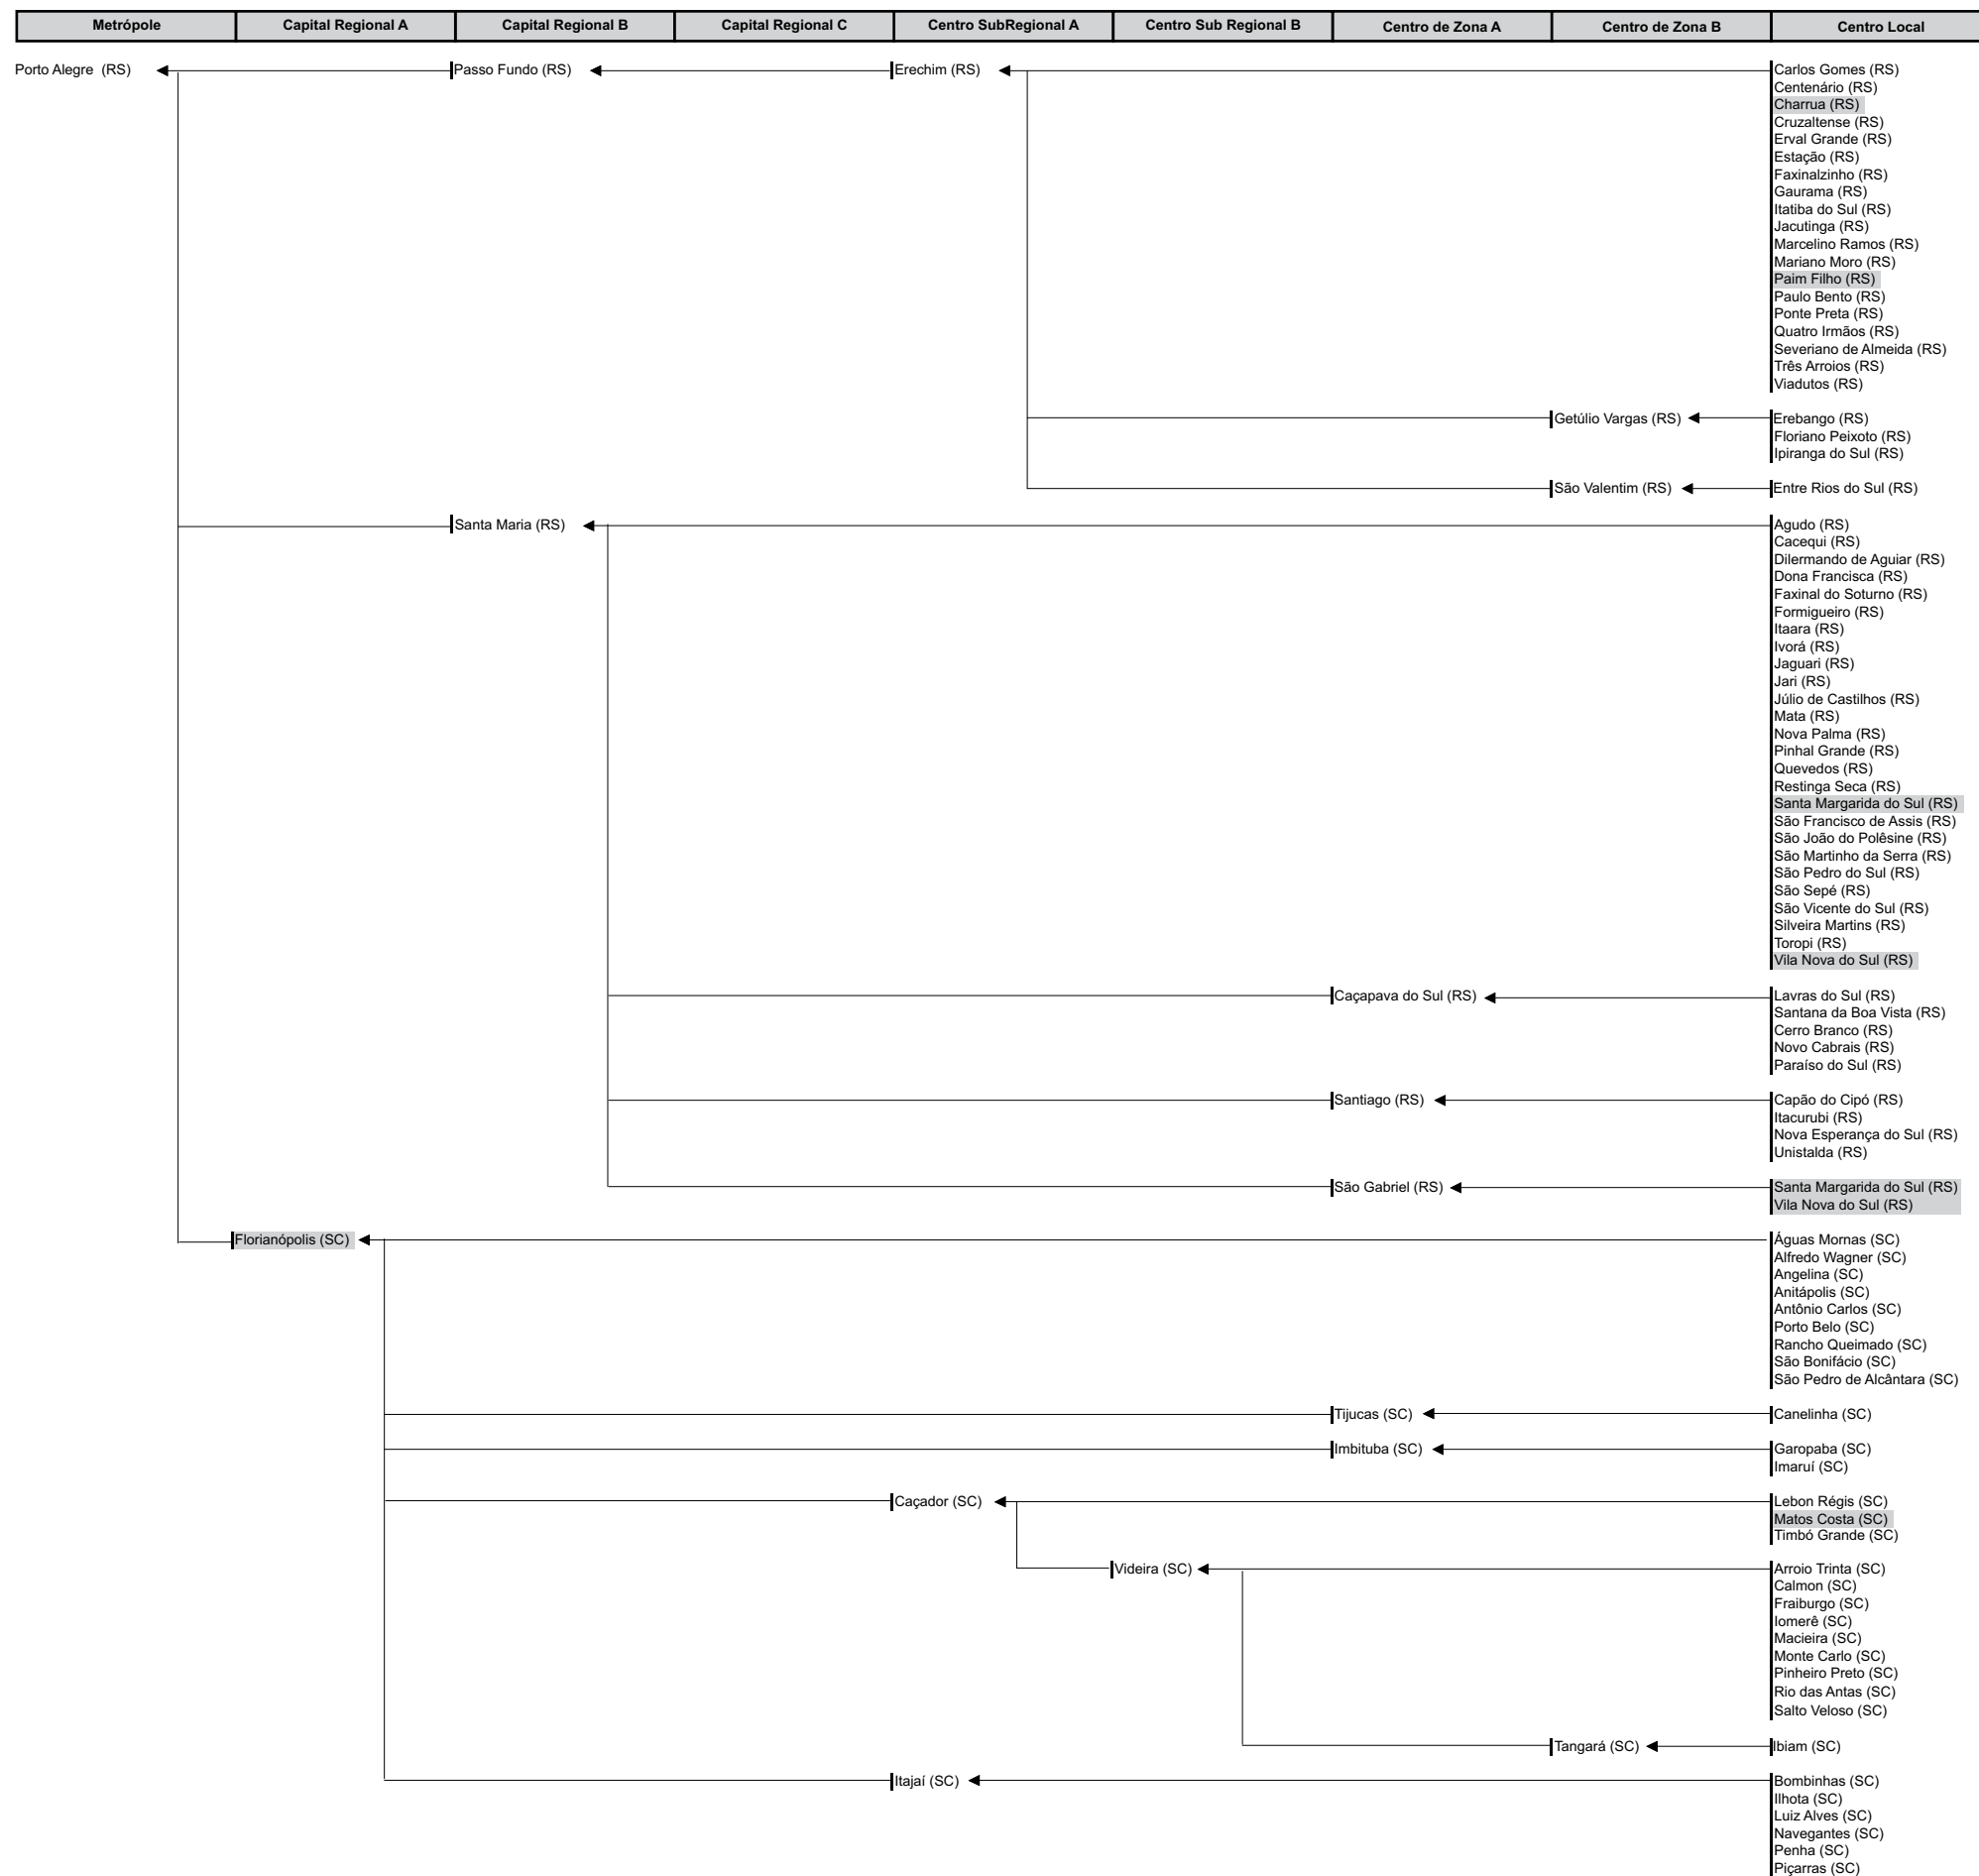 Metrópole Capital Regional A Capital Regional B Capital Regional C Centro SubRegional A Centro Sub Regional B Centro de Zona A Centro de Zona B Centro Local
Porto Alegre (RS) Passo Fundo (RS) Erechim (RS) Carlos Gomes (RS)
Centenário (RS)
Charrua (RS)
Cruzaltense (RS)
Erval Grande (RS)
Estação (RS)
Faxinalzinho (RS)
Gaurama (RS)
Itatiba do Sul (RS)
Jacutinga (RS)
Marcelino Ramos (RS)
Mariano Moro (RS)
Paim Filho (RS)
Paulo Bento (RS)
Ponte Preta (RS)
Quatro Irmãos (RS)
Severiano de Almeida (RS)
Três Arroios (RS)
Viadutos (RS)
Getúlio Vargas (RS) Erebango (RS)
Floriano Peixoto (RS)
Ipiranga do Sul (RS)
São Valentim (RS) Entre Rios do Sul (RS)
Santa Maria (RS) Agudo (RS)
Cacequi (RS)
Dilermando de Aguiar (RS)
Dona Francisca (RS)
Faxinal do Soturno (RS)
Formigueiro (RS)
Itaara (RS)
Ivorá (RS)
Jaguari (RS)
Jari (RS)
Júlio de Castilhos (RS)
Mata (RS)
Nova Palma (RS)
Pinhal Grande (RS)
Quevedos (RS)
Restinga Seca (RS)
Santa Margarida do Sul (RS)
São Francisco de Assis (RS)
São João do Polêsine (RS)
São Martinho da Serra (RS)
São Pedro do Sul (RS)
São Sepé (RS)
São Vicente do Sul (RS)
Silveira Martins (RS)
Toropi (RS)
Vila Nova do Sul (RS)
Caçapava do Sul (RS) Lavras do Sul (RS)
Santana da Boa Vista (RS)
Cerro Branco (RS)
Novo Cabrais (RS)
Paraíso do Sul (RS)
Santiago (RS) Capão do Cipó (RS)
Itacurubi (RS)
Nova Esperança do Sul (RS)
Unistalda (RS)
São Gabriel (RS) Santa Margarida do Sul (RS)
Vila Nova do Sul (RS)
Florianópolis (SC) Águas Mornas (SC)
Alfredo Wagner (SC)
Angelina (SC)
Anitápolis (SC)
Antônio Carlos (SC)
Porto Belo (SC)
Rancho Queimado (SC)
São Bonifácio (SC)
São Pedro de Alcântara (SC)
Tijucas (SC) Canelinha (SC)
Imbituba (SC) Garopaba (SC)
Imaruí (SC)
Caçador (SC) Lebon Régis (SC)
Matos Costa (SC)
Timbó Grande (SC)
Videira (SC) Arroio Trinta (SC)
Calmon (SC)
Fraiburgo (SC)
Iomerê (SC)
Macieira (SC)
Monte Carlo (SC)
Pinheiro Preto (SC)
Rio das Antas (SC)
Salto Veloso (SC)
Tangará (SC) Ibiam (SC)
Itajaí (SC) Bombinhas (SC)
Ilhota (SC)
Luiz Alves (SC)
Navegantes (SC)
Penha (SC)
Piçarras (SC)